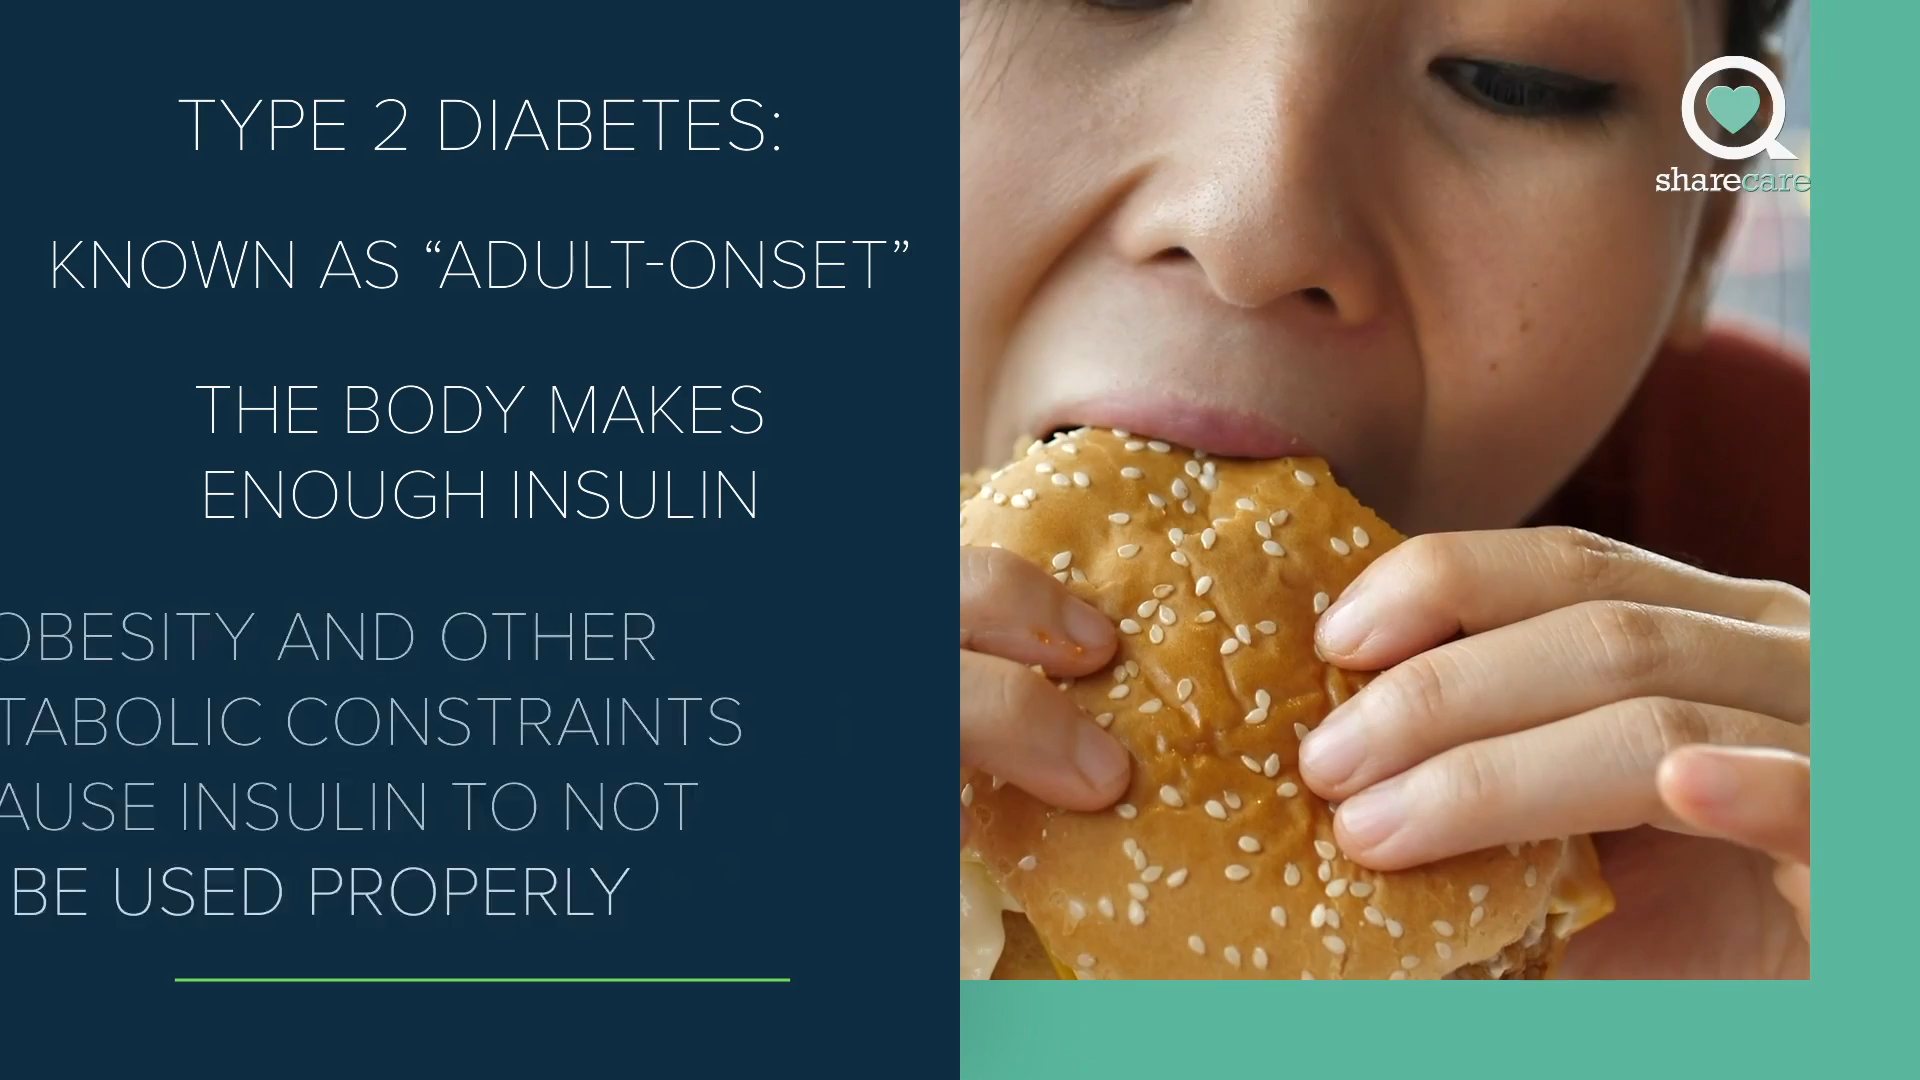 TYPE 2 DIABETES:
KNOWN AS “ADULT-ONSET”
THE BODY MAKES
ENOUGH INSULIN
OBESITY AND OTHER
TABOLIC CONSTRAINTS
AUSE INSULIN TO NOT
BE USED PROPERLY
sharecare